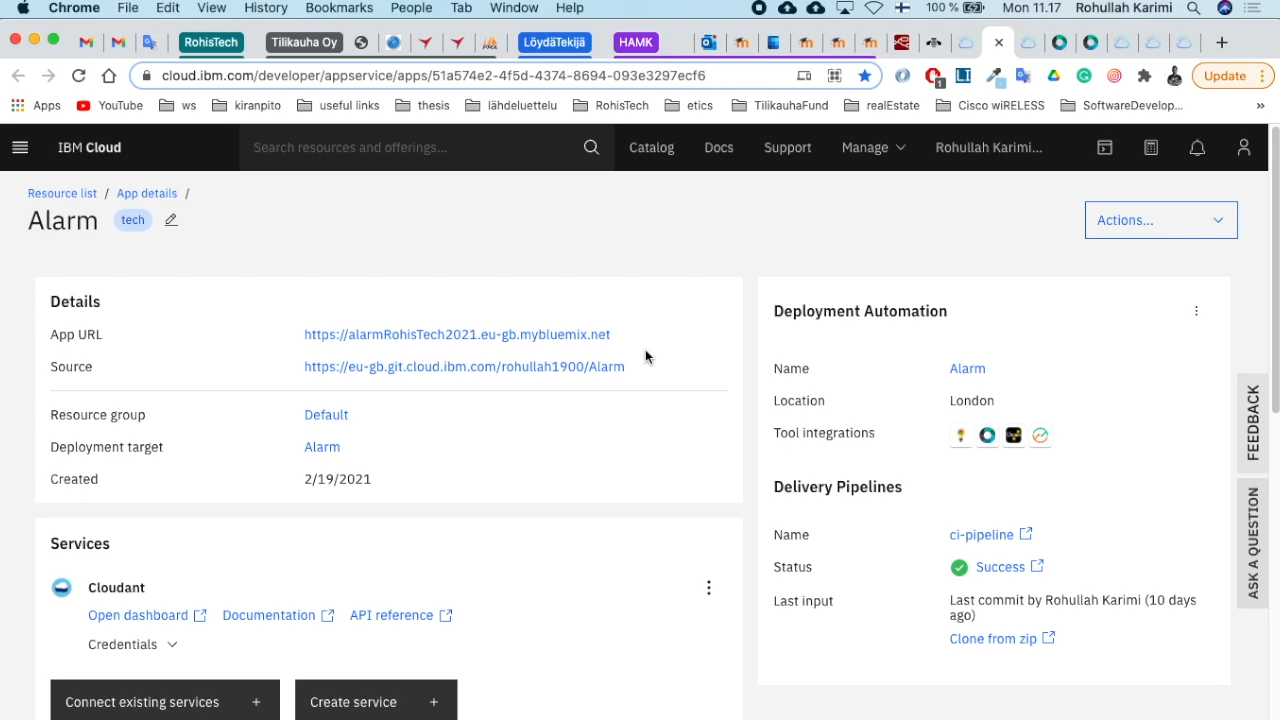 Chrome File Edit View History Bookmarks People Tab Window Help 100 % Mon 11.17 Rohullah Karimi
RohisTech Tilikauha Oy LöydäTekijä HAMK
cloud.ibm.com/developer/appservice/apps/51a574e2-4f5d-4374-8694-093e3297ecf6 Update
Apps YouTube ws kiranpito useful links thesis lähdeluettelu RohisTech etics TilikauhaFund realEstate Cisco wiRELESS SoftwareDevelop... »
IBM Cloud Search resources and offerings... Catalog Docs Support Manage Rohullah Karimi...
Resource list / App details /
Alarm tech
Actions...
Details
App URL https://alarmRohisTech2021.eu-gb.mybluemix.net
Source https://eu-gb.git.cloud.ibm.com/rohullah1900/Alarm
Resource group Default
Deployment target Alarm
Created 2/19/2021
Services
Cloudant
Open dashboard Documentation API reference
Credentials
Connect existing services +
Create service +
Deployment Automation
Name Alarm
Location London
Tool integrations
Delivery Pipelines
Name ci-pipeline
Status Success
Last input Last commit by Rohullah Karimi (10 days
ago)
Clone from zip
FEEDBACK
ASK A QUESTION